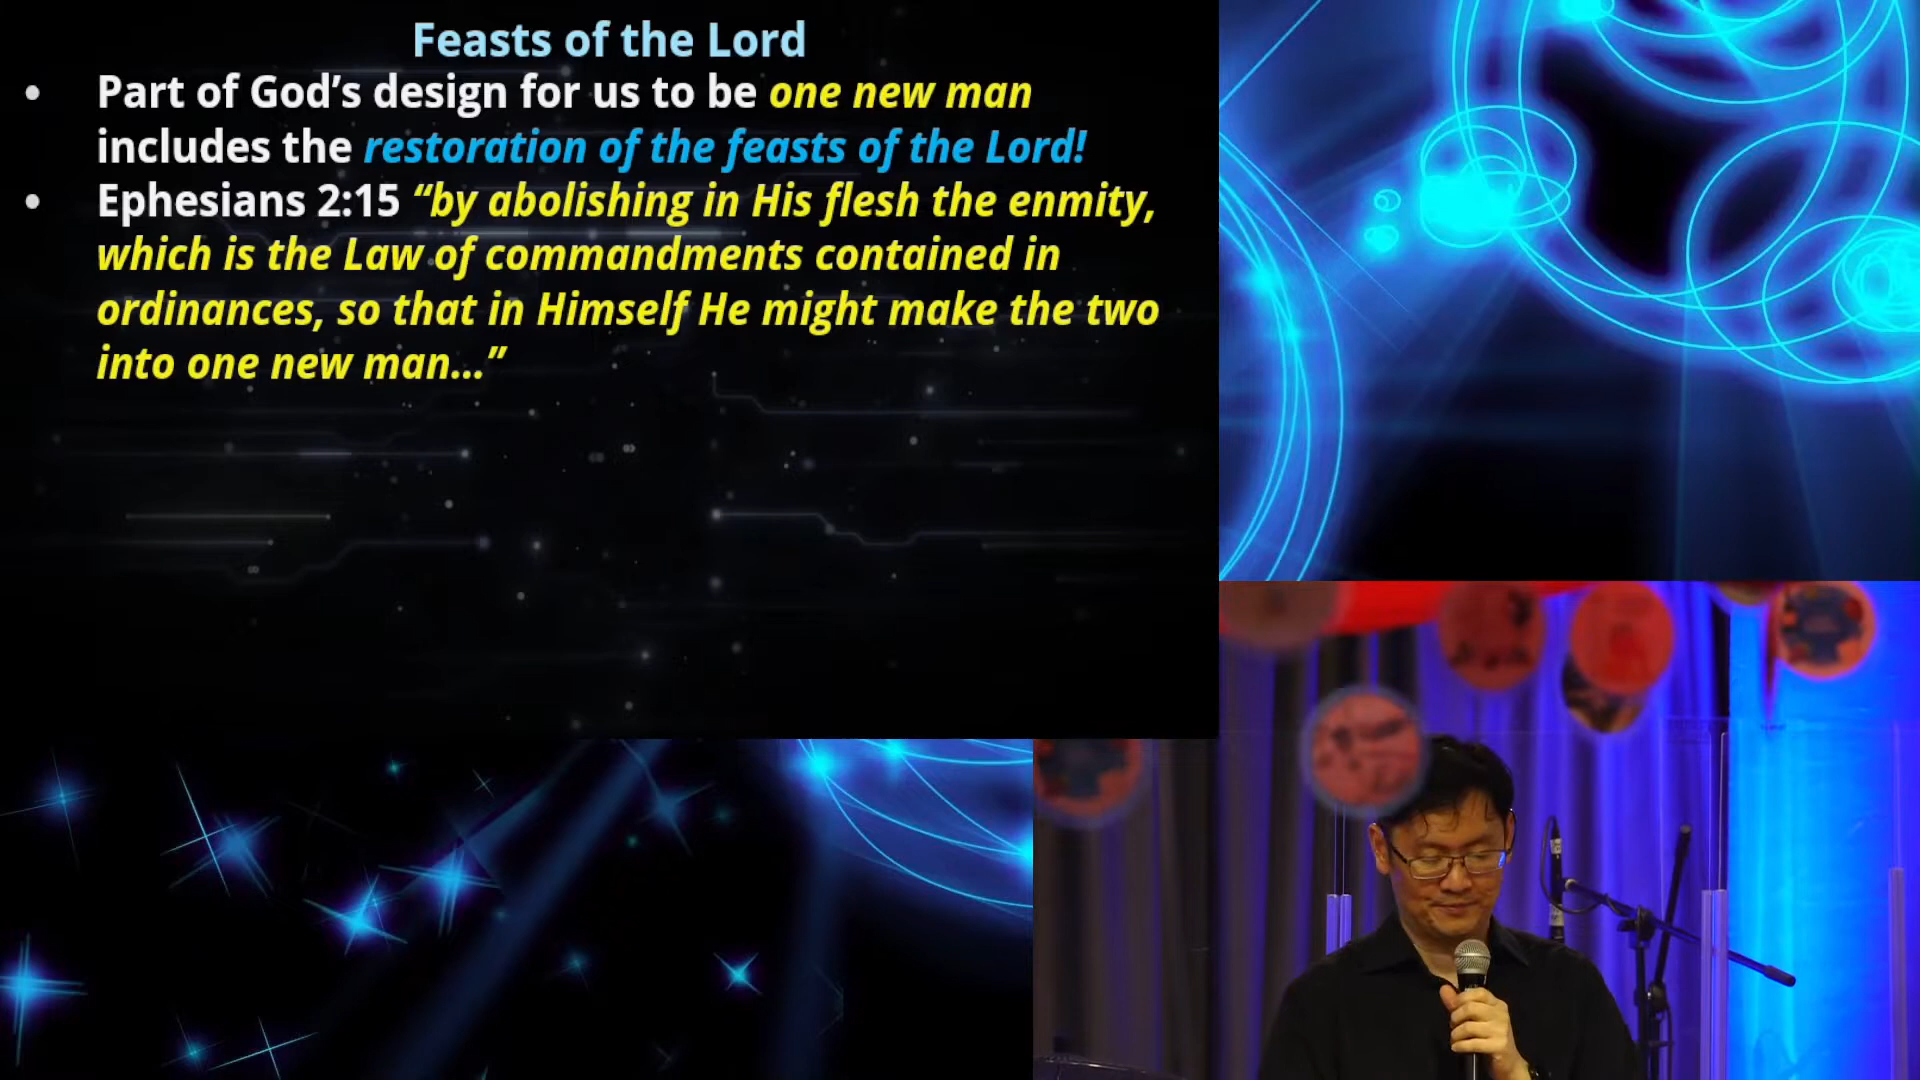 Feasts of the Lord
• Part of God’s design for us to be one new man
includes the restoration of the feasts of the Lord!
• Ephesians 2:15 “by abolishing in His flesh the enmity,
which is the Law of commandments contained in
ordinances, so that in Himself He might make the two
into one new man...”